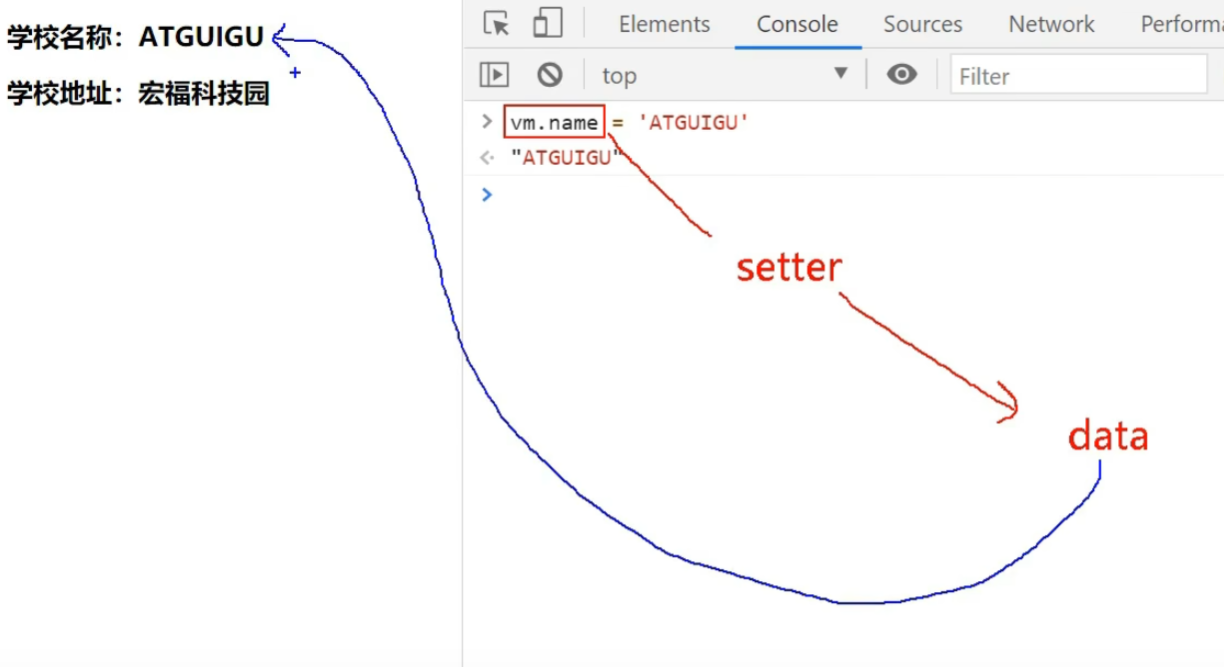 学校名称：ATGUIGU
学校地址：宏福科技园
Elements Console Sources Network Performa
top Filter
> vm.name = 'ATGUIGU'
"ATGUIGU"
>
setter
data